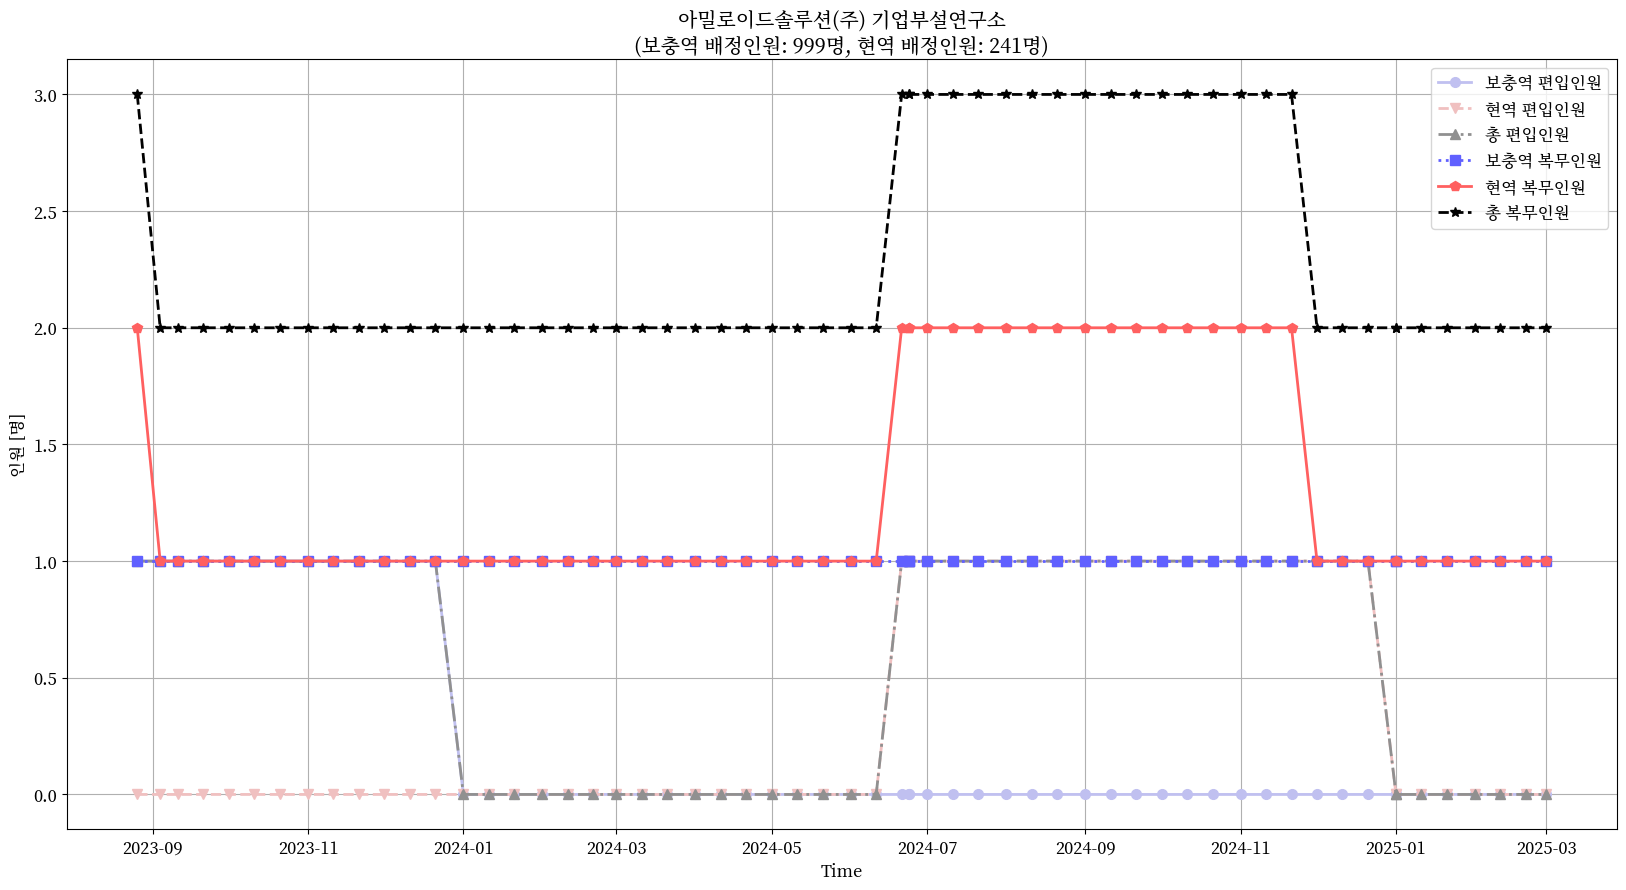 아밀로이드솔루션(주) 기업부설연구소
(보충역 배정인원: 999명, 현역 배정인원: 241명)
보충역 편입인원
현역 편입인원
총 편입인원
보충역 복무인원
현역 복무인원
총 복무인원
인원 [명]
3.0
2.5
2.0
1.5
1.0
0.5
0.0
2023-09
2023-11
2024-01
2024-03
2024-05
2024-07
2024-09
2024-11
2025-01
2025-03
Time